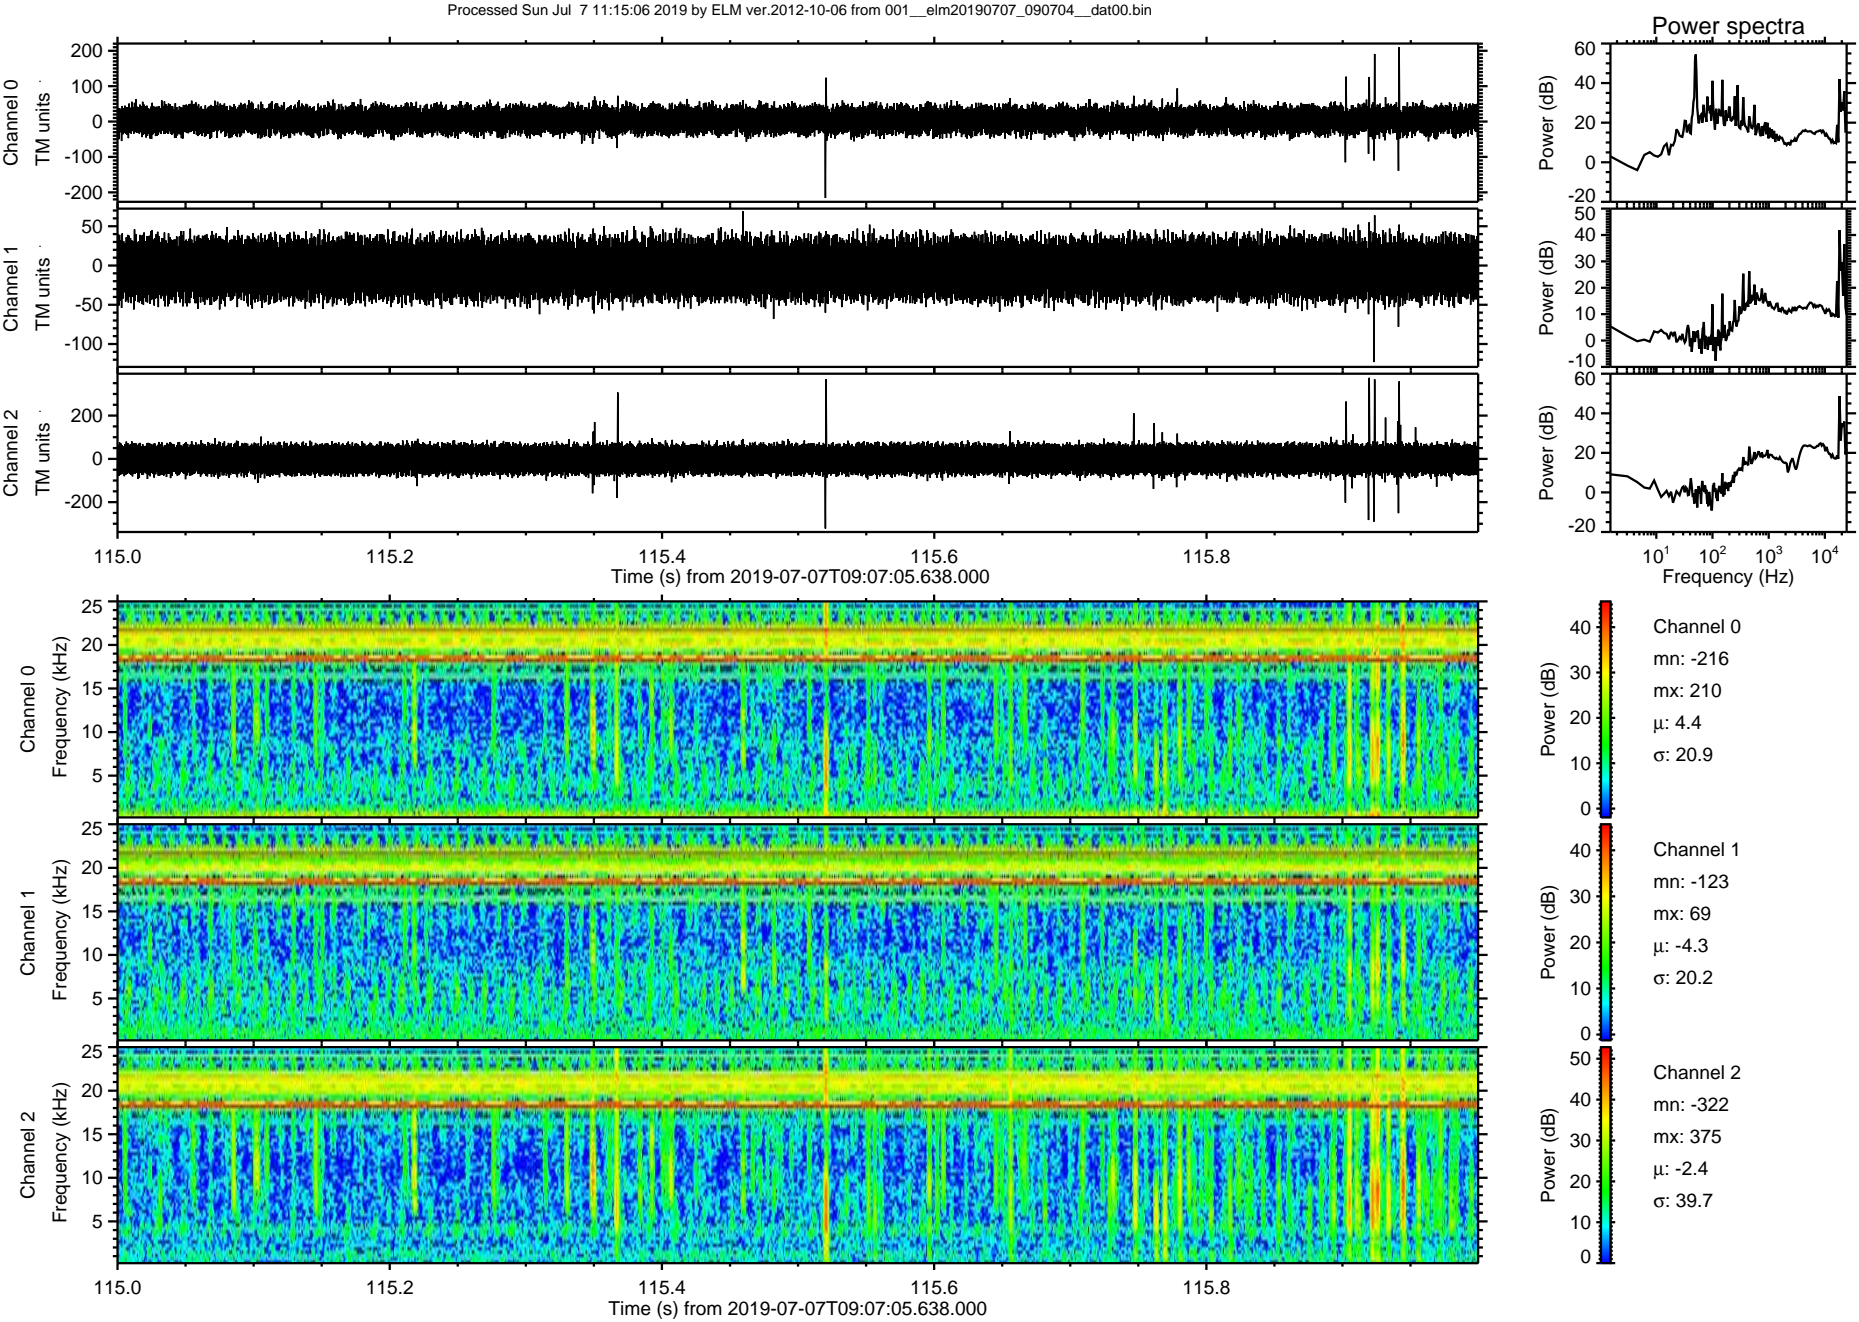 Processed Sun Jul  7 11:15:06 2019 by ELM ver.2012-10-06 from 001__elm20190707_090704__dat00.bin
Power spectra
Channel 0
TM units
200
100
0
-100
-200
Power (dB)
60
40
20
0
-20
Channel 1
TM units
50
0
-50
-100
Power (dB)
50
40
30
20
10
0
-10
Channel 2
TM units
200
0
-200
Power (dB)
60
40
20
0
-20
115.0 115.2 115.4 115.6 115.8
Time (s) from 2019-07-07T09:07:05.638.000
10^1 10^2 10^3 10^4
Frequency (Hz)
Channel 0
Frequency (kHz)
25
20
15
10
5
Power (dB)
40
30
20
10
0
Channel 0
mn: -216
mx: 210
μ: 4.4
σ: 20.9
Channel 1
Frequency (kHz)
25
20
15
10
5
Power (dB)
40
30
20
10
0
Channel 1
mn: -123
mx: 69
μ: -4.3
σ: 20.2
Channel 2
Frequency (kHz)
25
20
15
10
5
Power (dB)
50
40
30
20
10
0
Channel 2
mn: -322
mx: 375
μ: -2.4
σ: 39.7
115.0 115.2 115.4 115.6 115.8
Time (s) from 2019-07-07T09:07:05.638.000